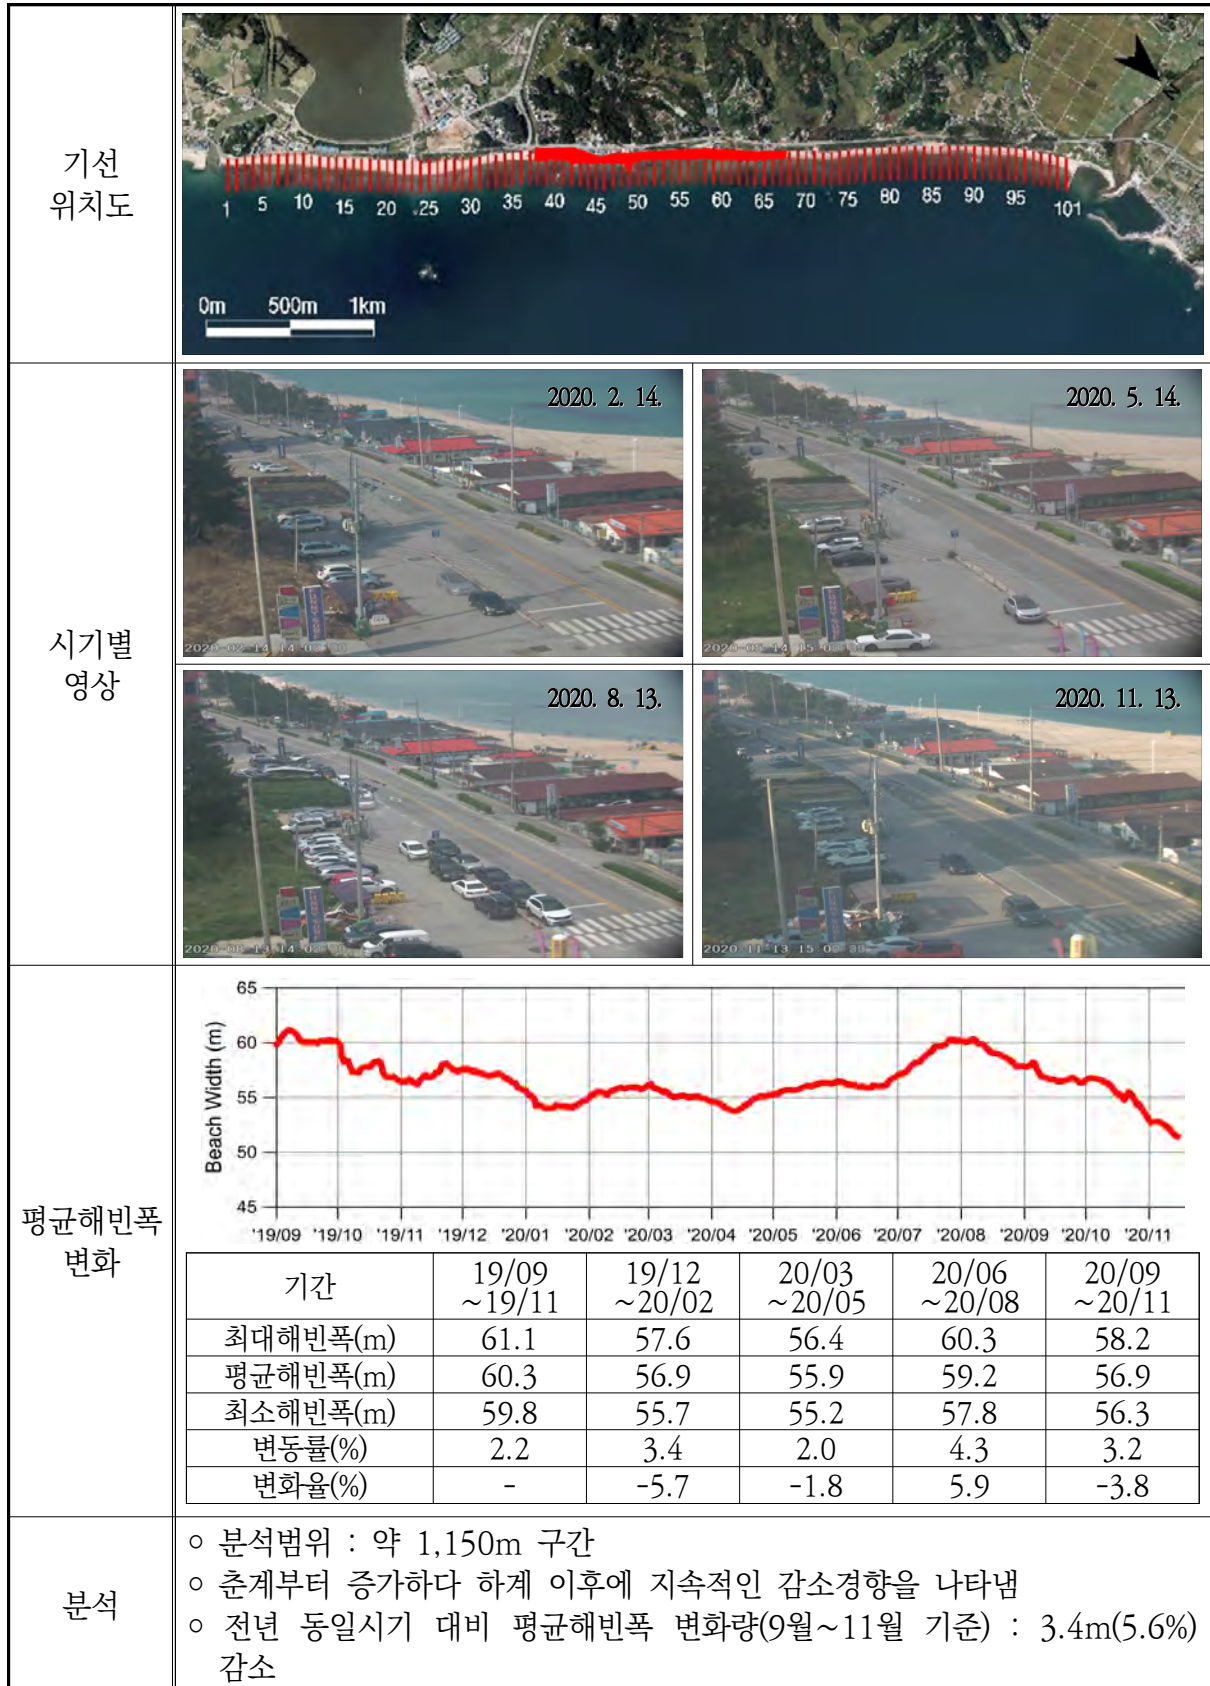 기선
위치도
N
1 5 10 15 20 25 30 35 40 45 50 55 60 65 70 75 80 85 90 95 101
0m 500m 1km
시기별
영상
2020. 2. 14.
2020. 5. 14.
2020. 8. 13.
2020. 11. 13.
평균해빈폭
변화
Beach Width (m)
65
60
55
50
45
'19/09 '19/10 '19/11 '19/12 '20/01 '20/02 '20/03 '20/04 '20/05 '20/06 '20/07 '20/08 '20/09 '20/10 '20/11
기간 19/09 ~19/11 19/12 ~20/02 20/03 ~20/05 20/06 ~20/08 20/09 ~20/11
최대해빈폭(m) 61.1 57.6 56.4 60.3 58.2
평균해빈폭(m) 60.3 56.9 55.9 59.2 56.9
최소해빈폭(m) 59.8 55.7 55.2 57.8 56.3
변동률(%) 2.2 3.4 2.0 4.3 3.2
변화율(%) - -5.7 -1.8 5.9 -3.8
분석
○ 분석범위 : 약 1,150m 구간
○ 춘계부터 증가하다 하계 이후에 지속적인 감소경향을 나타냄
○ 전년 동일시기 대비 평균해빈폭 변화량(9월~11월 기준) : 3.4m(5.6%)
감소